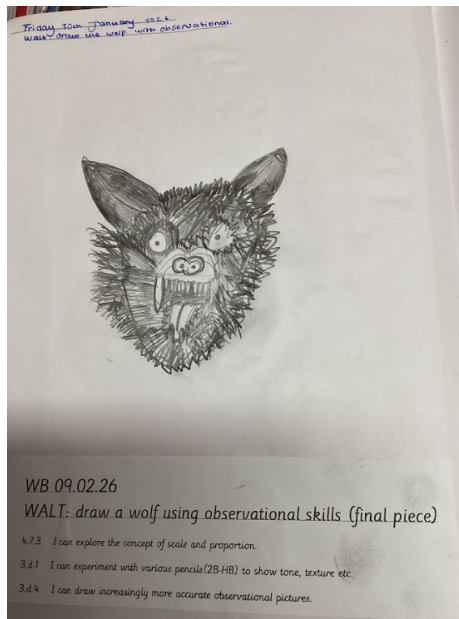 Friday 30th January 2026
WALT: draw the wolf with observational.
WB 09.02.26
WALT: draw a wolf using observational skills (final piece)
4.7.3 I can explore the concept of scale and proportion.
3.d.1 I can experiment with various pencils(2B-HB) to show tone, texture etc.
3.d.4 I can draw increasingly more accurate observational pictures.